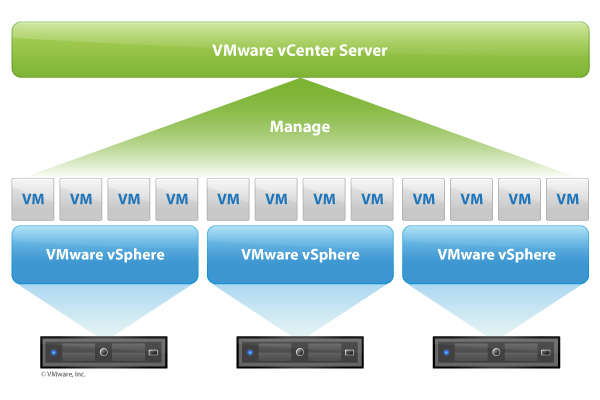 VMware vCenter Server
Manage
VM VM VM VM VM VM VM VM VM VM VM VM
VMware vSphere VMware vSphere VMware vSphere
© VMware, Inc.